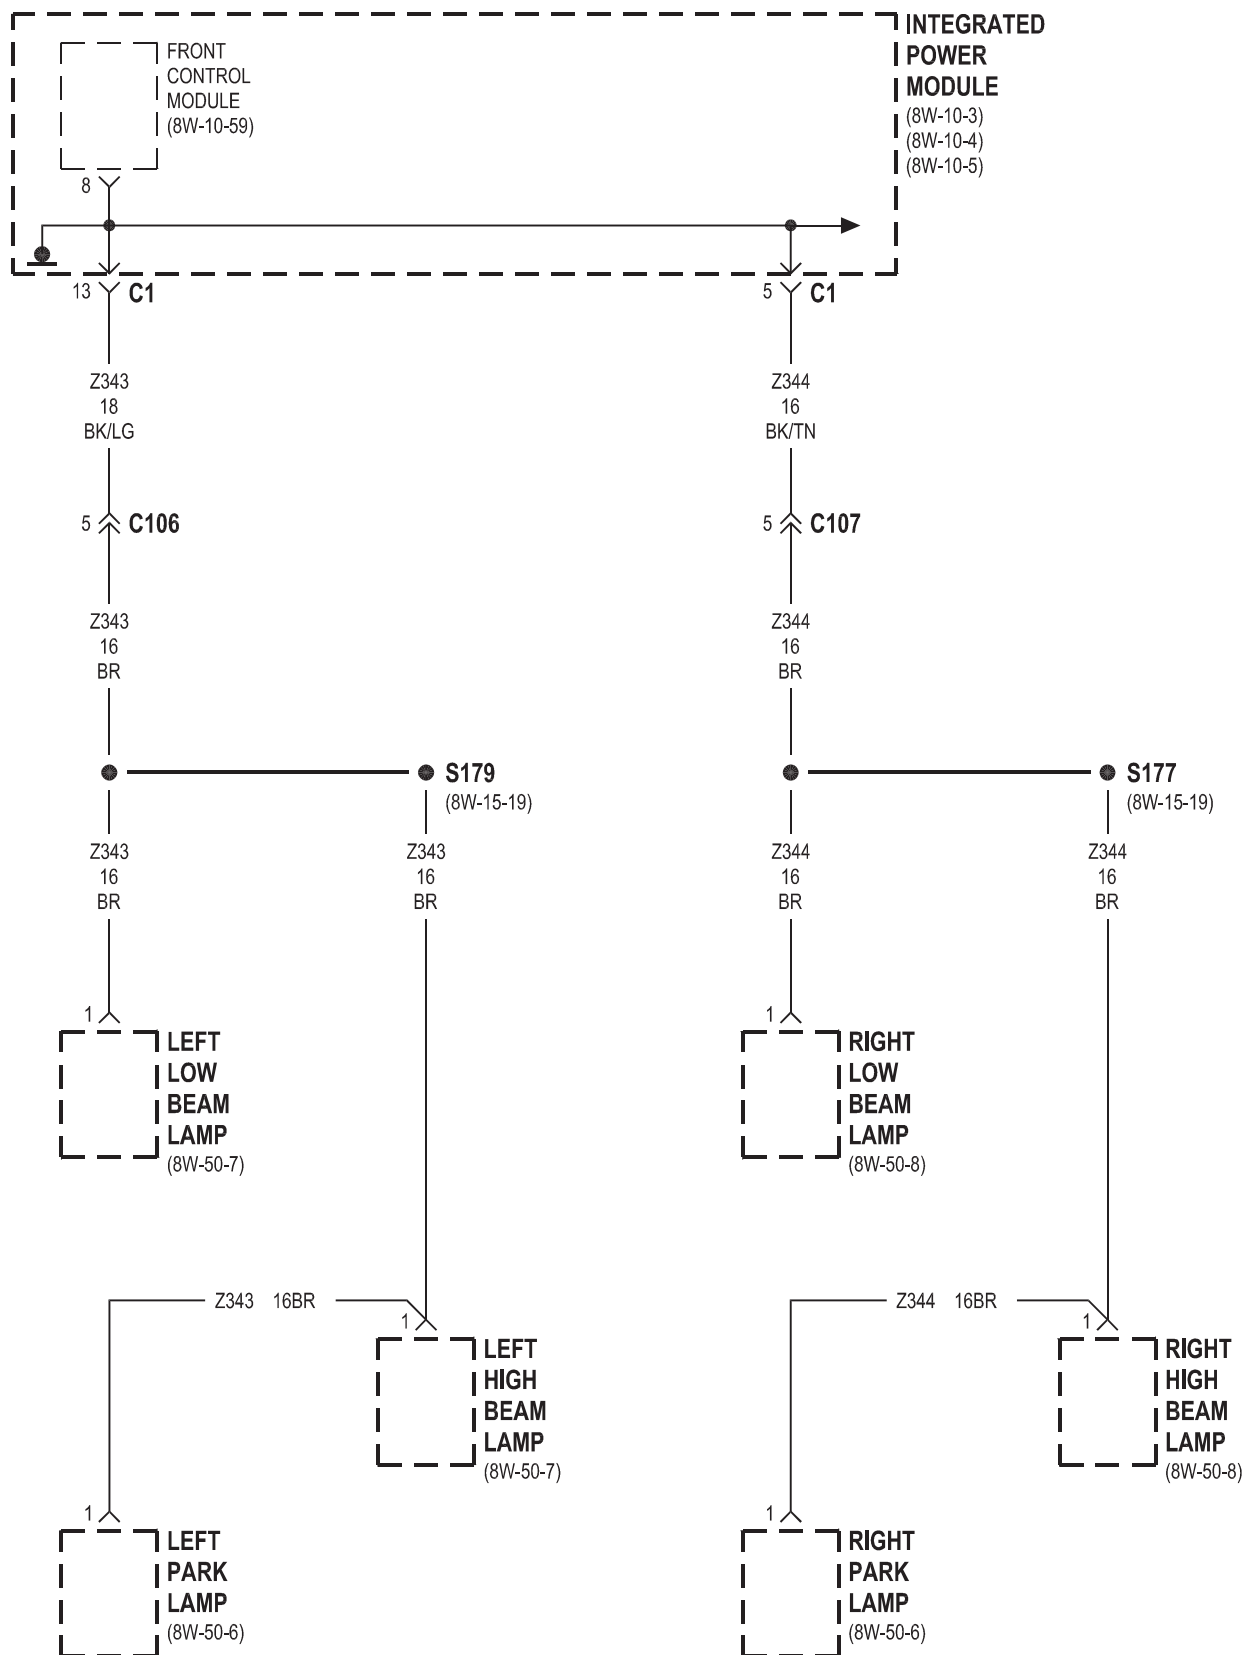 INTEGRATED
POWER
MODULE
(8W-10-3)
(8W-10-4)
(8W-10-5)
FRONT
CONTROL
MODULE
(8W-10-59)
8
13 C1
5 C1
Z343
18
BK/LG
Z344
16
BK/TN
5 C106
5 C107
Z343
16
BR
Z344
16
BR
S179
(8W-15-19)
S177
(8W-15-19)
Z343
16
BR
Z343
16
BR
Z344
16
BR
Z344
16
BR
1
LEFT
LOW
BEAM
LAMP
(8W-50-7)
1
RIGHT
LOW
BEAM
LAMP
(8W-50-8)
Z343 16BR
1
LEFT
HIGH
BEAM
LAMP
(8W-50-7)
Z344 16BR
1
RIGHT
HIGH
BEAM
LAMP
(8W-50-8)
1
LEFT
PARK
LAMP
(8W-50-6)
1
RIGHT
PARK
LAMP
(8W-50-6)